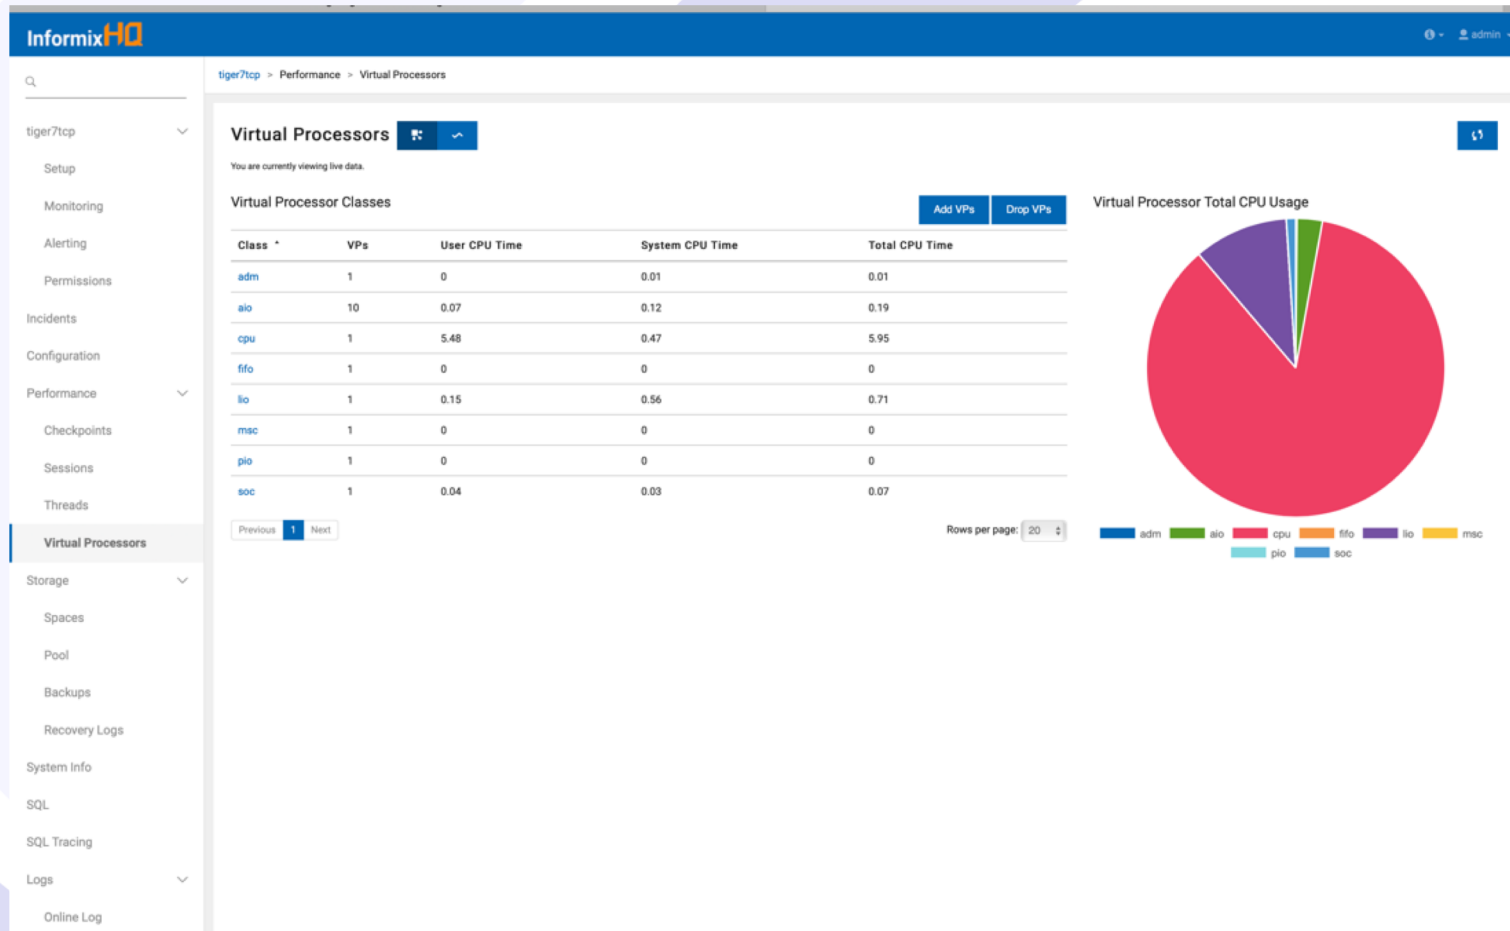 InformixHQ
admin
tiger7tcp > Performance > Virtual Processors
tiger7tcp
Setup
Monitoring
Alerting
Permissions
Incidents
Configuration
Performance
Checkpoints
Sessions
Threads
Virtual Processors
Storage
Spaces
Pool
Backups
Recovery Logs
System Info
SQL
SQL Tracing
Logs
Online Log
Virtual Processors
You are currently viewing live data.
Virtual Processor Classes
Add VPs Drop VPs
Class VPs User CPU Time System CPU Time Total CPU Time
adm 1 0 0.01 0.01
aio 10 0.07 0.12 0.19
cpu 1 5.48 0.47 5.95
fifo 1 0 0 0
lio 1 0.15 0.56 0.71
msc 1 0 0 0
pio 1 0 0 0
soc 1 0.04 0.03 0.07
Previous 1 Next Rows per page: 20
Virtual Processor Total CPU Usage
adm aio cpu fifo lio msc
pio soc